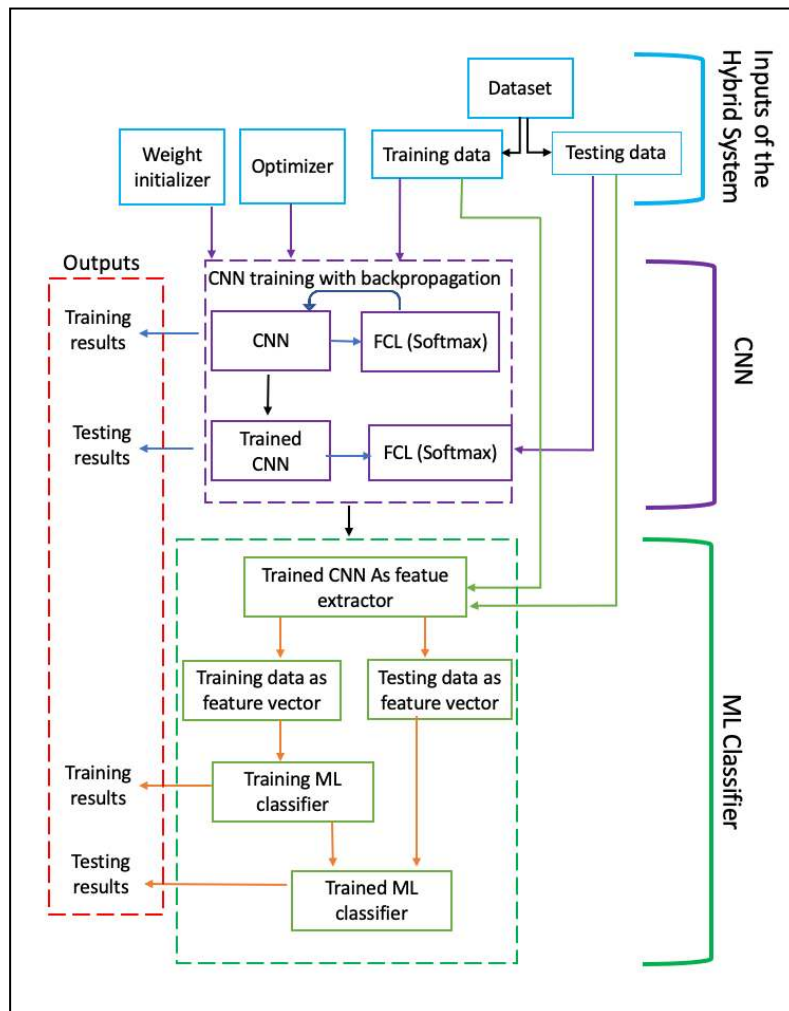 Inputs of the
Hybrid System
Dataset
Weight
initializer
Optimizer
Training data
Testing data
Outputs
CNN training with backpropagation
Training
results
CNN
FCL (Softmax)
CNN
Testing
results
Trained
CNN
FCL (Softmax)
Trained CNN As featue
extractor
Training data as
feature vector
Testing data as
feature vector
ML Classifier
Training
results
Training ML
classifier
Testing
results
Trained ML
classifier